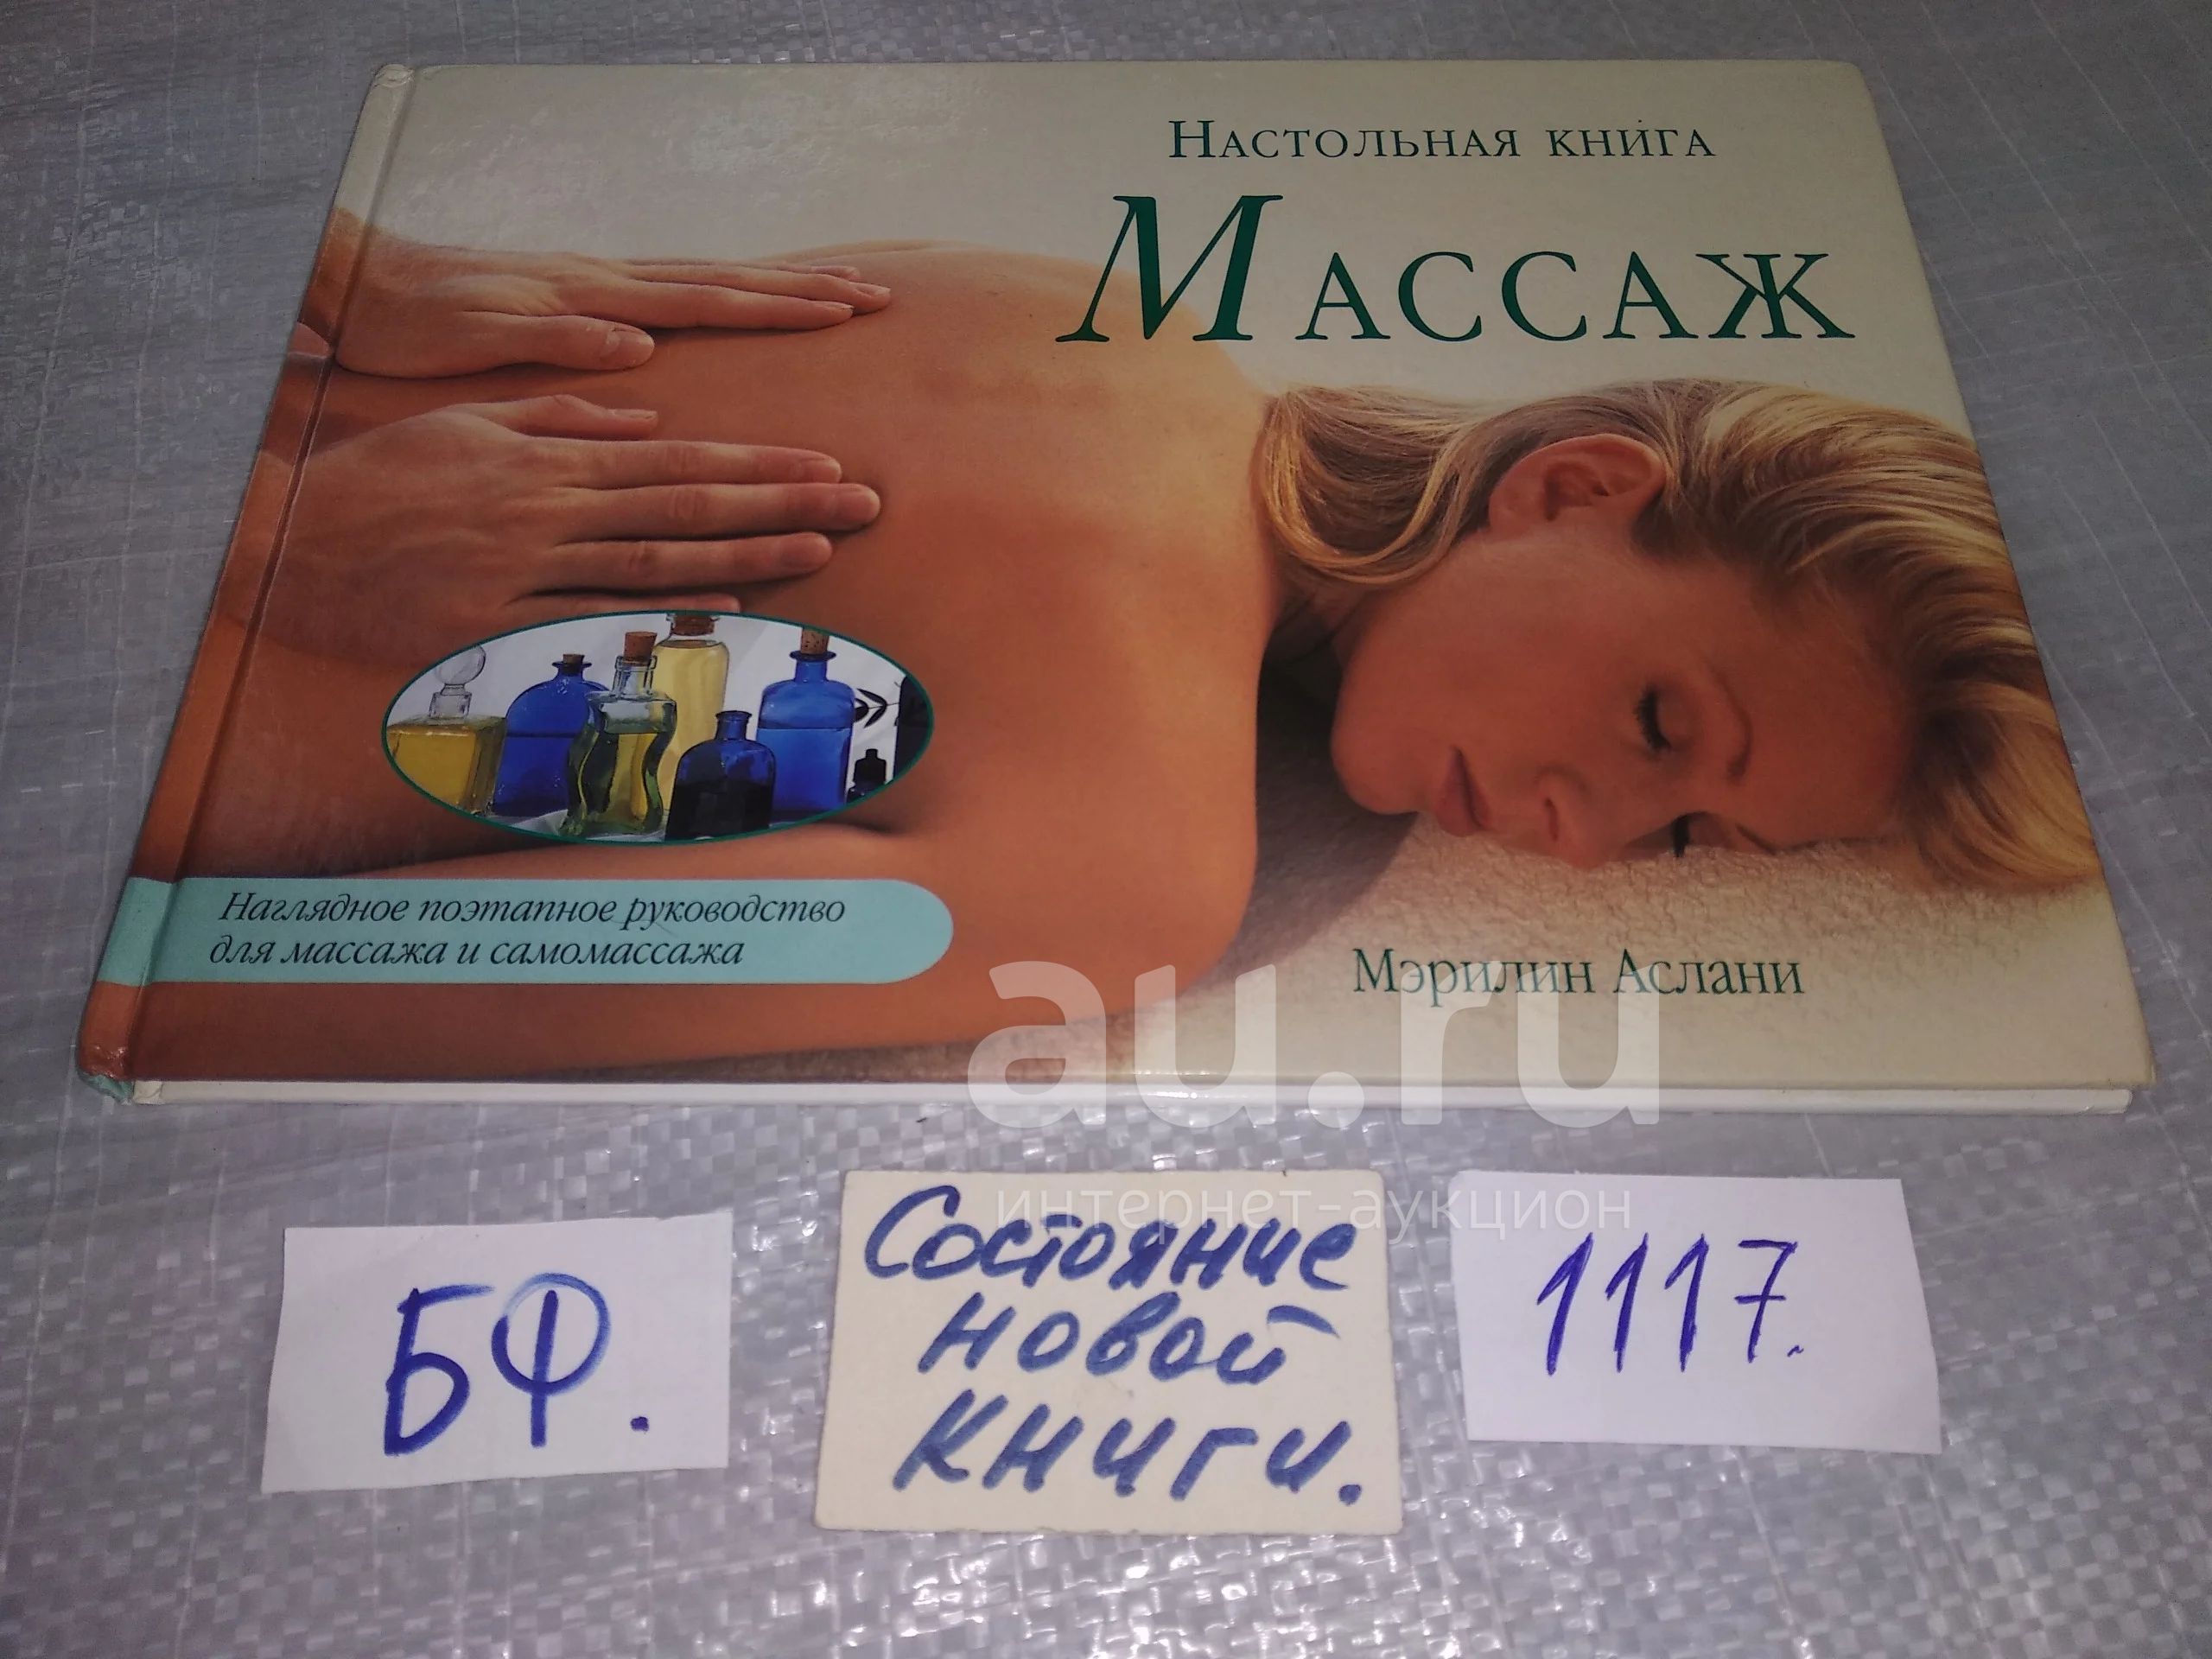 Настольная книга
Массаж
Наглядное поэтапное руководство
для массажа и самомассажа
Мэрилин Аслани
au.ru
интернет-аукцион
БФ.
Состояние
новой
книги.
1117.